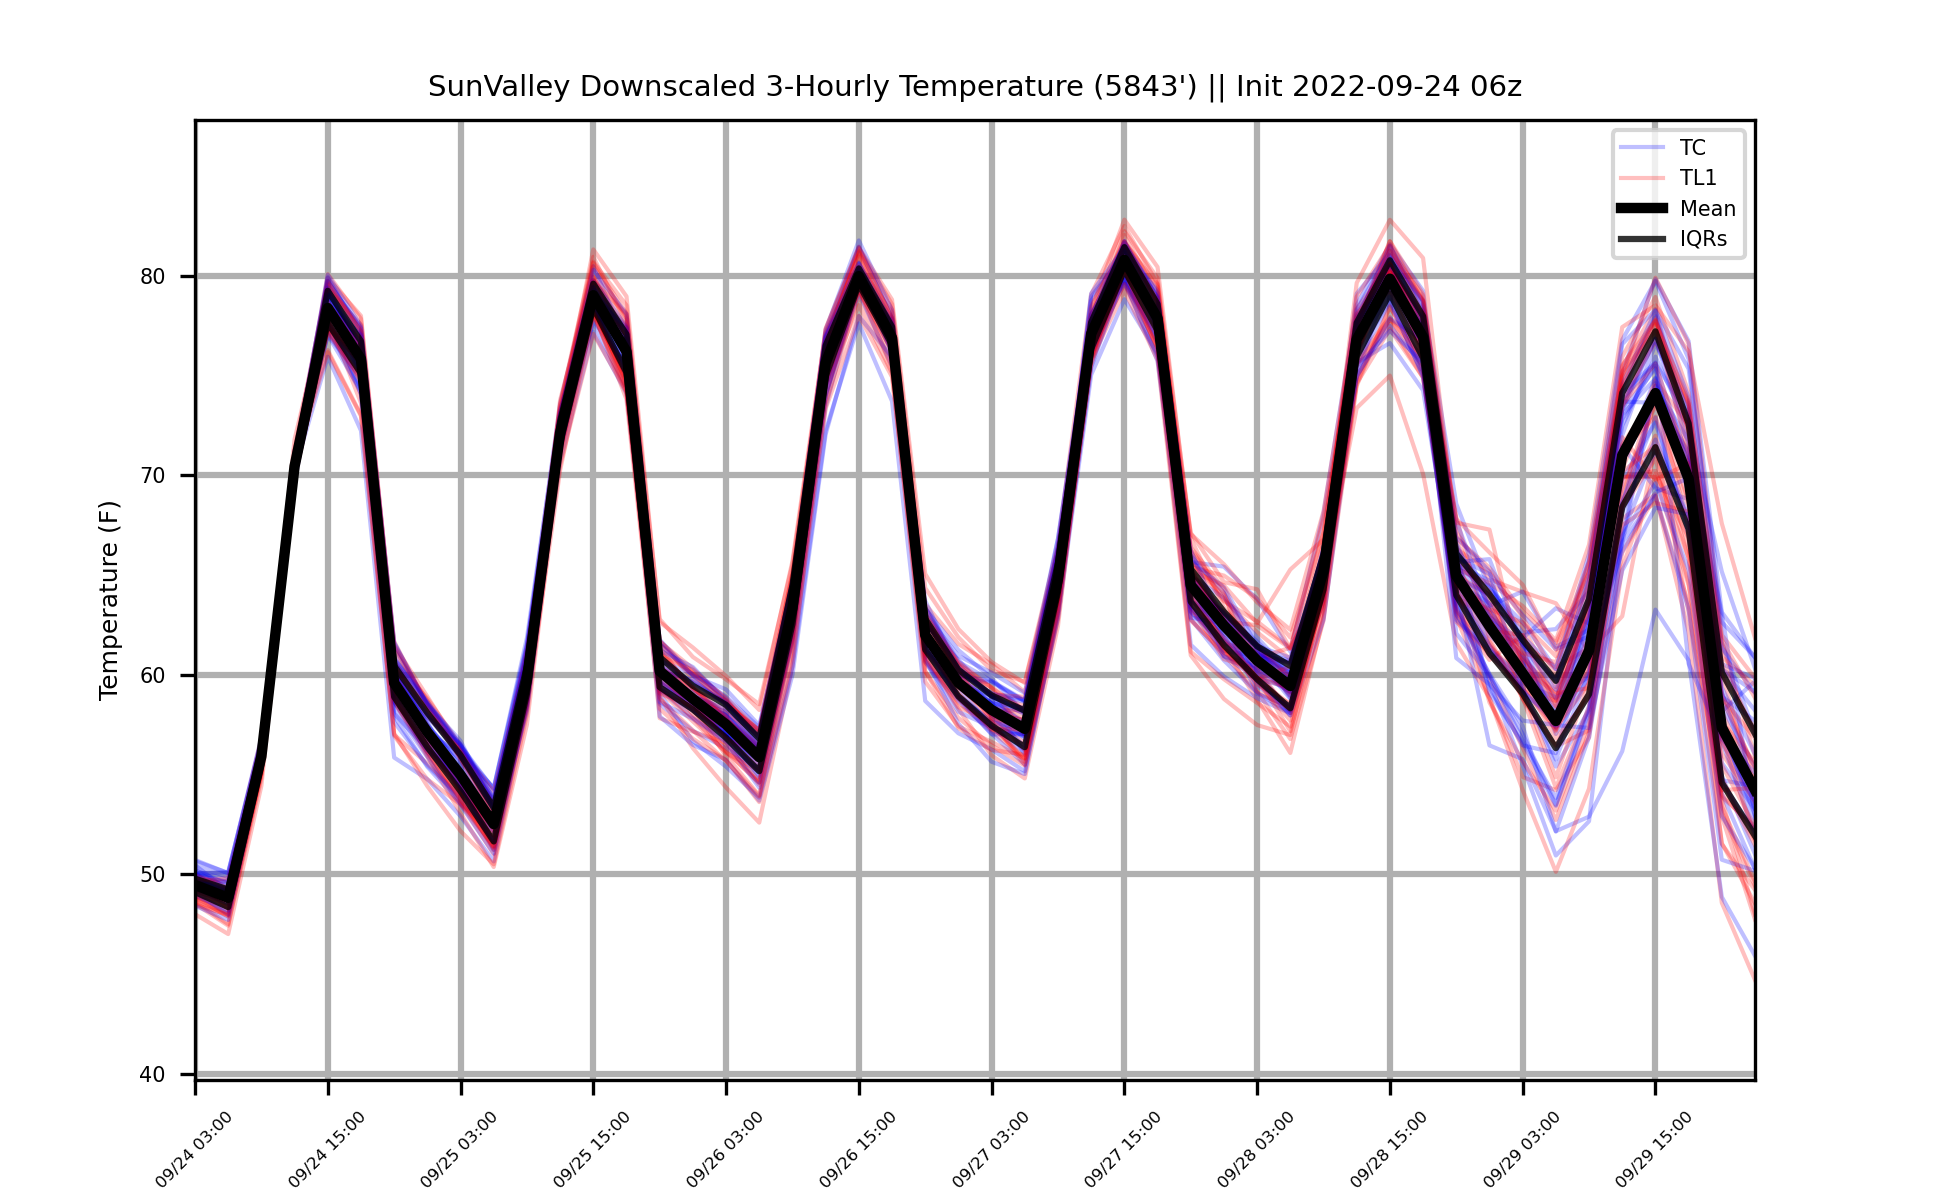 SunValley Downscaled 3-Hourly Temperature (5843') || Init 2022-09-24 06z
TC
TL1
Mean
IQRs
Temperature (F)
80
70
60
50
40
09/24 03:00
09/24 15:00
09/25 03:00
09/25 15:00
09/26 03:00
09/26 15:00
09/27 03:00
09/27 15:00
09/28 03:00
09/28 15:00
09/29 03:00
09/29 15:00